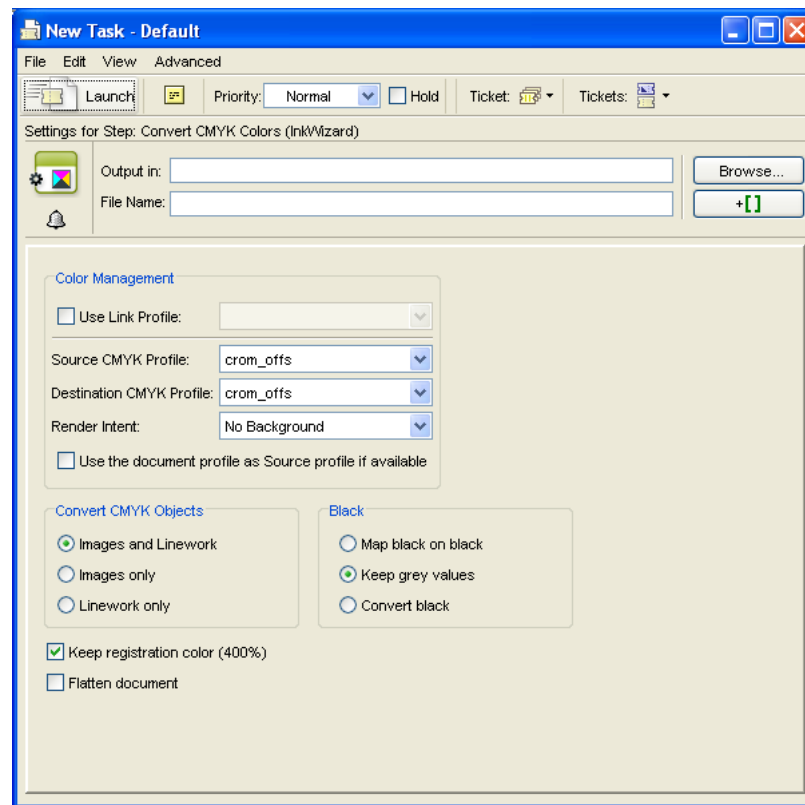 New Task - Default
File Edit View Advanced
Launch Priority: Normal Hold Ticket: Tickets:
Settings for Step: Convert CMYK Colors (InkWizard)
Output in: Browse...
File Name: +[]
Color Management
Use Link Profile:
Source CMYK Profile: crom_offs
Destination CMYK Profile: crom_offs
Render Intent: No Background
Use the document profile as Source profile if available
Convert CMYK Objects
Images and Linework
Images only
Linework only
Black
Map black on black
Keep grey values
Convert black
Keep registration color (400%)
Flatten document